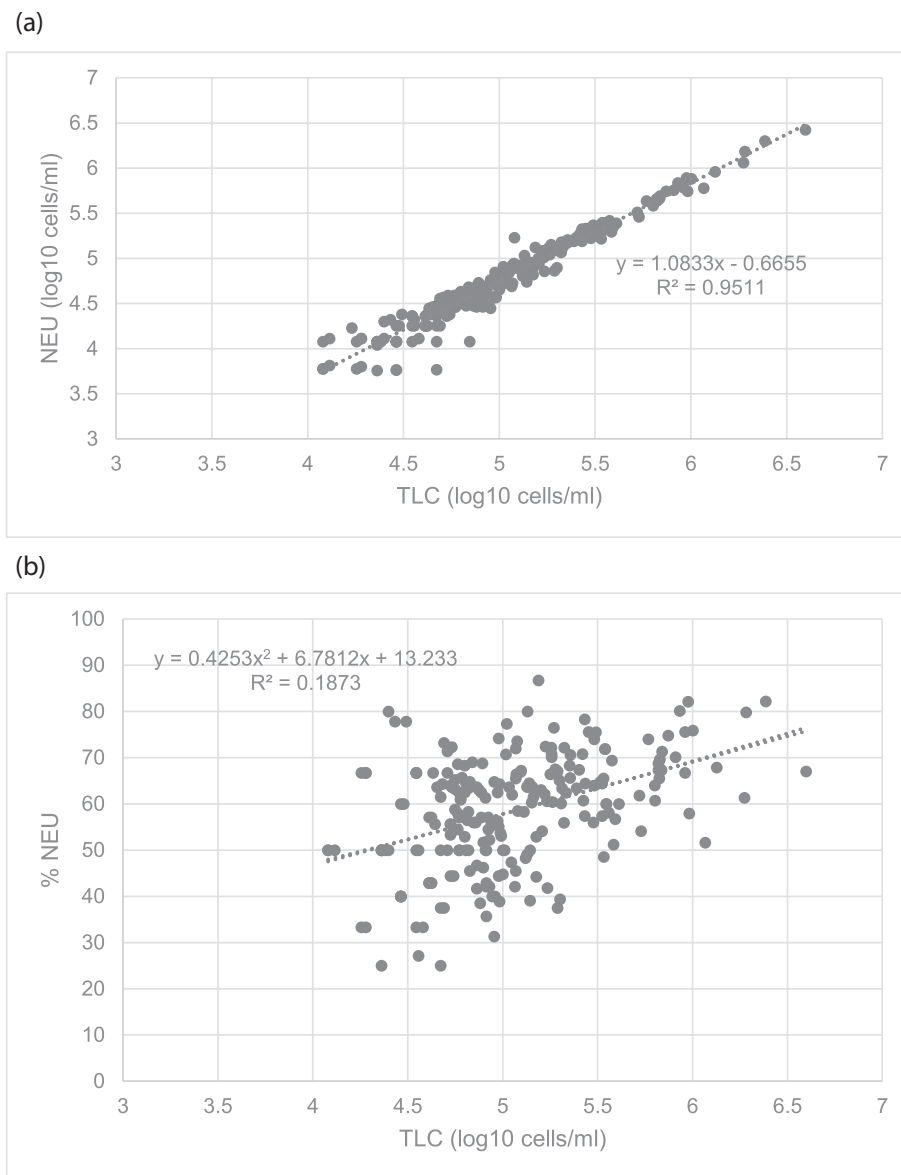 (a)
7
6.5
6
5.5
5
4.5
4
3.5
3
NEU (log10 cells/ml)
y = 1.0833x - 0.6655
R² = 0.9511
3 3.5 4 4.5 5 5.5 6 6.5 7
TLC (log10 cells/ml)
(b)
100
90
80
70
60
50
40
30
20
10
0
% NEU
y = 0.4253x² + 6.7812x + 13.233
R² = 0.1873
3 3.5 4 4.5 5 5.5 6 6.5 7
TLC (log10 cells/ml)